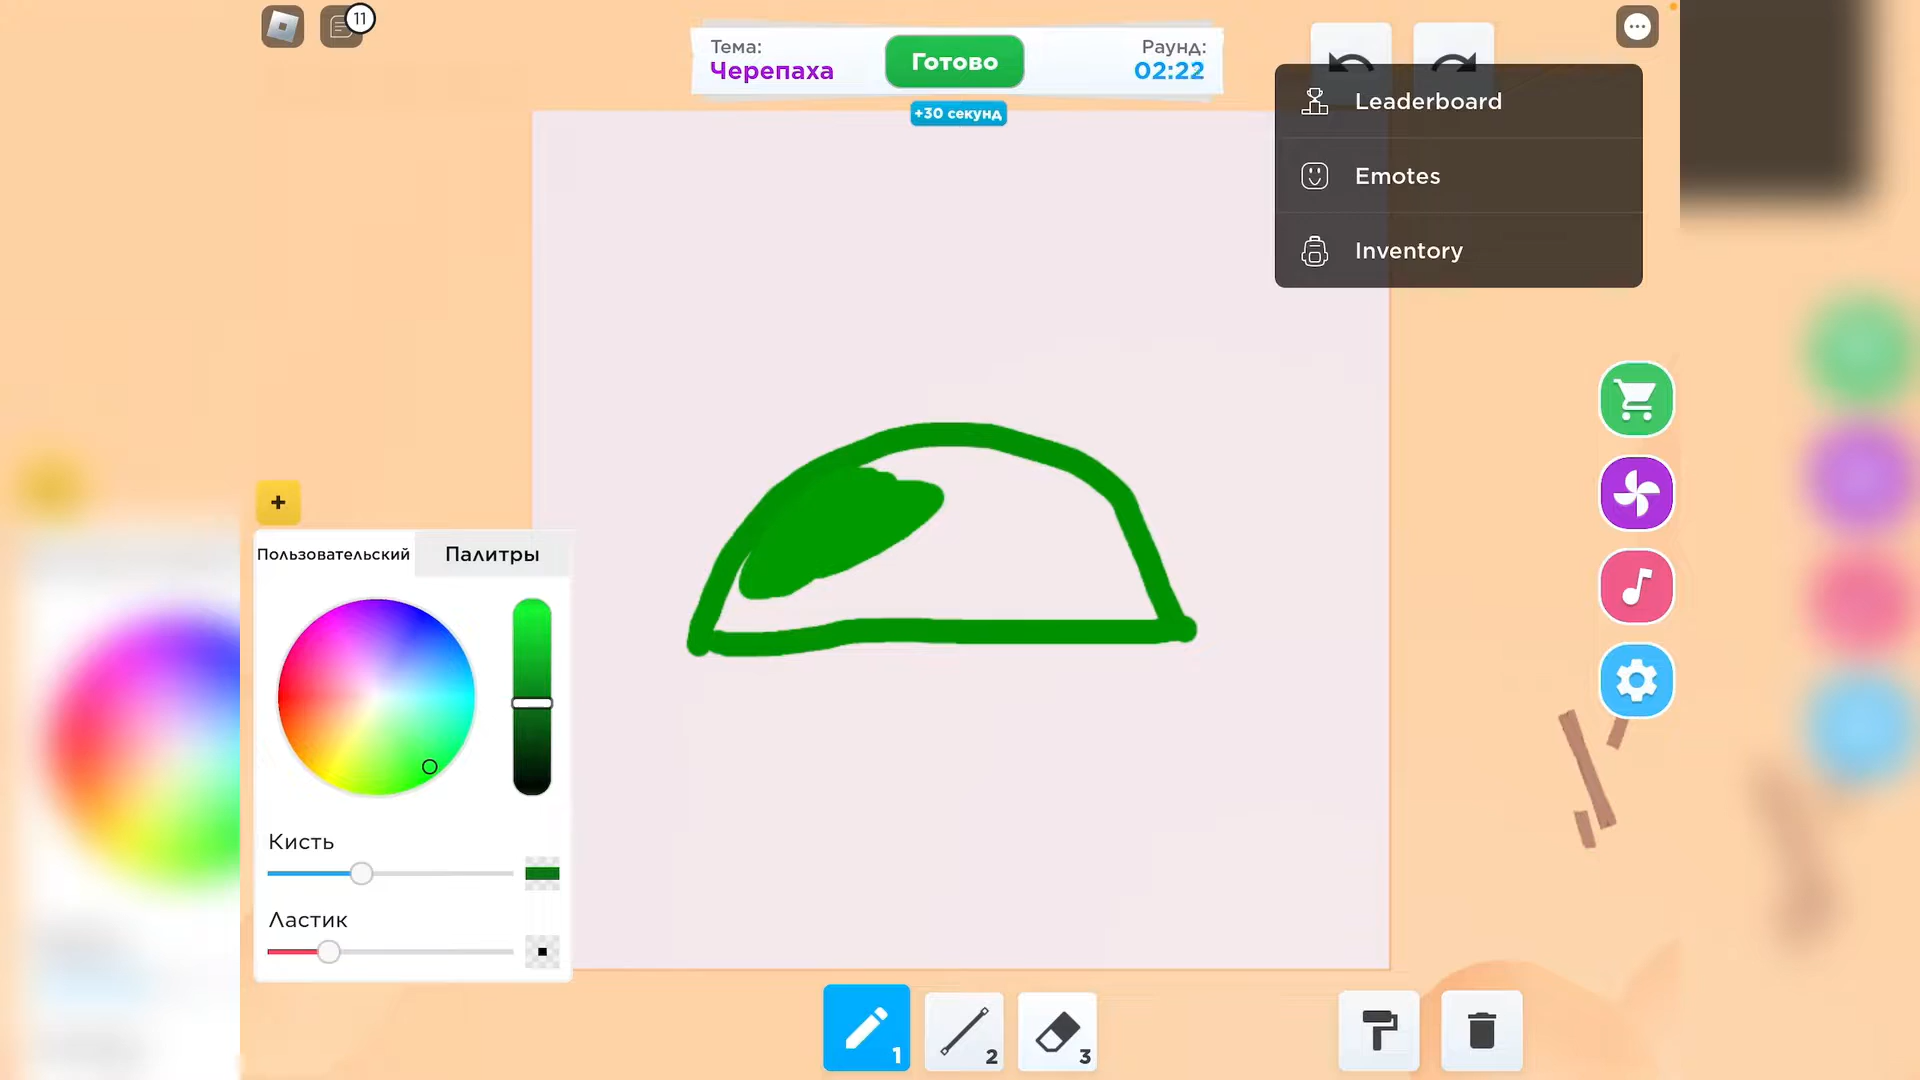 11
Тема:
Черепаха
Готово
Раунд:
02:22
+30 секунд
Leaderboard
Emotes
Inventory
+
Пользовательский
Палитры
Кисть
Ластик
1
2
3